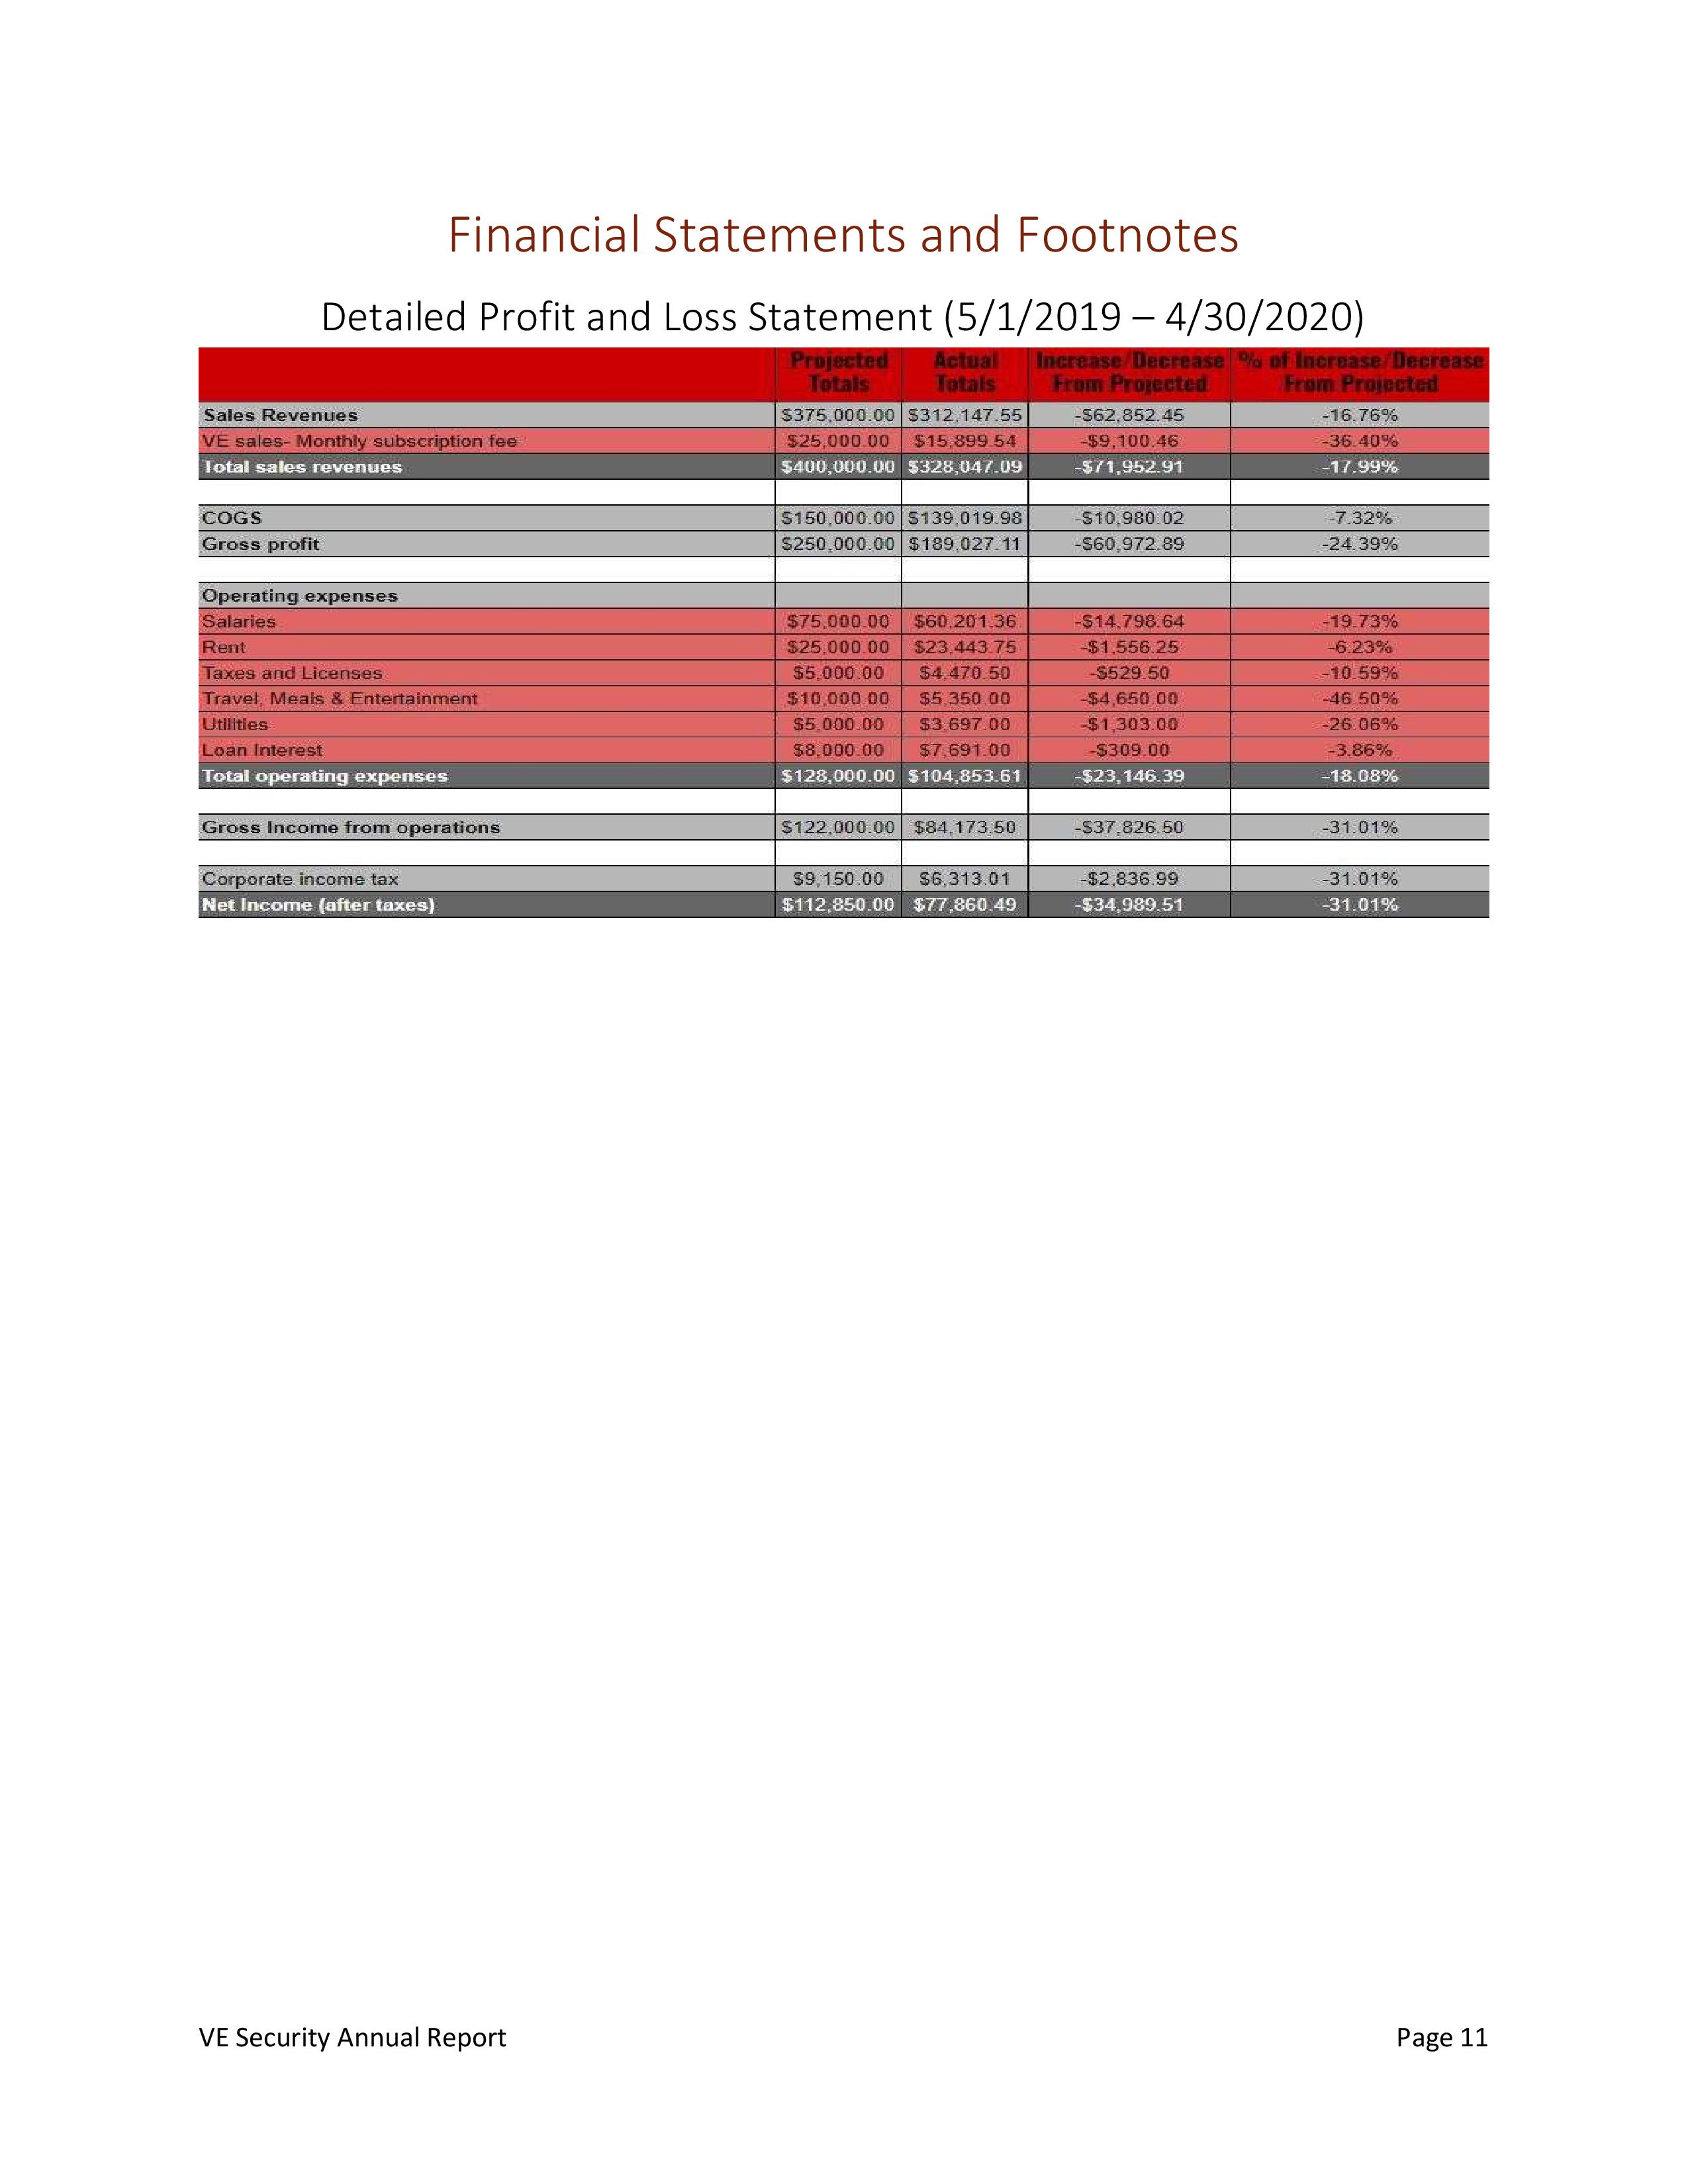 Financial Statements and Footnotes
Detailed Profit and Loss Statement (5/1/2019 – 4/30/2020)
Projected Totals Actual Totals Increase/Decrease From Projected % of Increase/Decrease From Projected
Sales Revenues $375,000.00 $312,147.55 -$62,852.45 -16.76%
VE sales- Monthly subscription fee $25,000.00 $15,899.54 -$9,100.46 -36.40%
Total sales revenues $400,000.00 $328,047.09 -$71,952.91 -17.99%
COGS $150,000.00 $139,019.98 -$10,980.02 -7.32%
Gross profit $250,000.00 $189,027.11 -$60,972.89 -24.39%
Operating expenses
Salaries $75,000.00 $60,201.36 -$14,798.64 -19.73%
Rent $25,000.00 $23,443.75 -$1,556.25 -6.23%
Taxes and Licenses $5,000.00 $4,470.50 -$529.50 -10.59%
Travel, Meals & Entertainment $10,000.00 $5,350.00 -$4,650.00 -46.50%
Utilities $5,000.00 $3,697.00 -$1,303.00 -26.06%
Loan Interest $8,000.00 $7,691.00 -$309.00 -3.86%
Total operating expenses $128,000.00 $104,853.61 -$23,146.39 -18.08%
Gross Income from operations $122,000.00 $84,173.50 -$37,826.50 -31.01%
Corporate income tax $9,150.00 $6,313.01 -$2,836.99 -31.01%
Net Income (after taxes) $112,850.00 $77,860.49 -$34,989.51 -31.01%
VE Security Annual Report Page 11